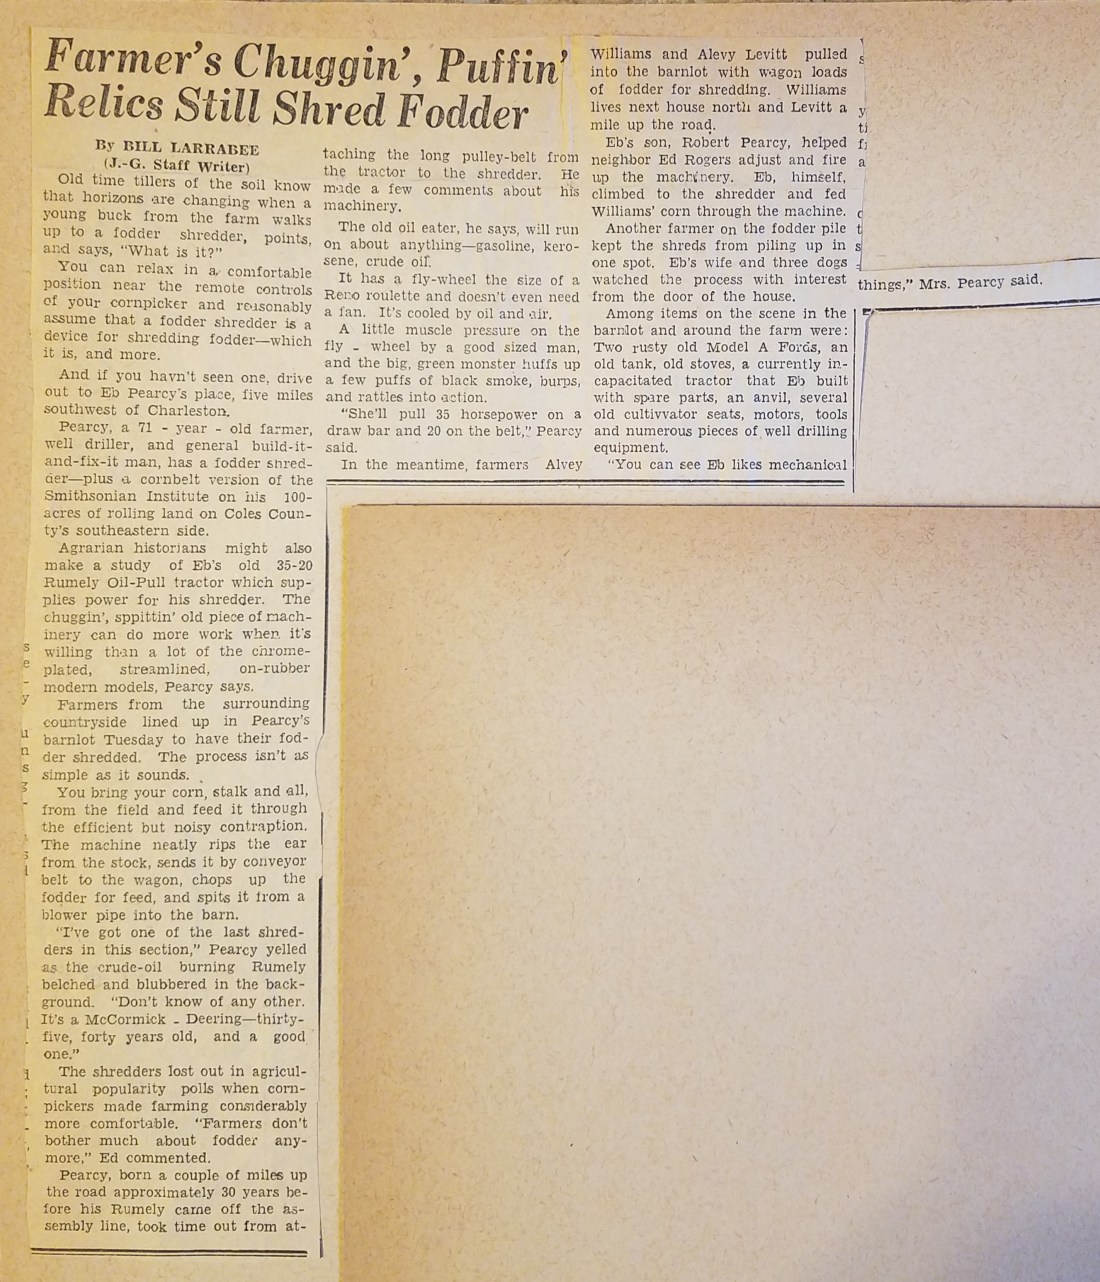 Farmer's Chuggin', Puffin'
Relics Still Shred Fodder
By BILL LARRABEE
(J.-G. Staff Writer)
Old time tillers of the soil know
that horizons are changing when a
young buck from the farm walks
up to a fodder shredder, points,
and says, "What is it?"
You can relax in a comfortable
position near the remote controls
of your cornpicker and reasonably
assume that a fodder shredder is a
device for shredding fodder—which
it is, and more.
And if you havn't seen one, drive
out to Eb Pearcy's place, five miles
southwest of Charleston.
Pearcy, a 71 - year - old farmer,
well driller, and general build-it-
and-fix-it man, has a fodder shred-
der—plus a cornbelt version of the
Smithsonian Institute on his 100-
acres of rolling land on Coles Coun-
ty's southeastern side.
Agrarian historians might also
make a study of Eb's old 35-20
Rumely Oil-Pull tractor which sup-
plies power for his shredder. The
chuggin', sppittin' old piece of mach-
inery can do more work when it's
willing than a lot of the chrome-
plated, streamlined, on-rubber
modern models, Pearcy says.
Farmers from the surrounding
countryside lined up in Pearcy's
barnlot Tuesday to have their fod-
der shredded. The process isn't as
simple as it sounds.
You bring your corn, stalk and all,
from the field and feed it through
the efficient but noisy contraption.
The machine neatly rips the ear
from the stock, sends it by conveyor
belt to the wagon, chops up the
fodder for feed, and spits it from a
blower pipe into the barn.
"I've got one of the last shred-
ders in this section," Pearcy yelled
as the crude-oil burning Rumely
belched and blubbered in the back-
ground. "Don't know of any other.
It's a McCormick - Deering—thirty-
five, forty years old, and a good
one."
The shredders lost out in agricul-
tural popularity polls when corn-
pickers made farming considerably
more comfortable. "Farmers don't
bother much about fodder any-
more," Ed commented.
Pearcy, born a couple of miles up
the road approximately 30 years be-
fore his Rumely came off the as-
sembly line, took time out from at-
taching the long pulley-belt from
the tractor to the shredder. He
made a few comments about his
machinery.
The old oil eater, he says, will run
on about anything—gasoline, kero-
sene, crude oil.
It has a fly-wheel the size of a
Reno roulette and doesn't even need
a fan. It's cooled by oil and air.
A little muscle pressure on the
fly - wheel by a good sized man,
and the big, green monster huffs up
a few puffs of black smoke, burps,
and rattles into action.
"She'll pull 35 horsepower on a
draw bar and 20 on the belt," Pearcy
said.
In the meantime, farmers Alvey
Williams and Alevy Levitt pulled
into the barnlot with wagon loads
of fodder for shredding. Williams
lives next house north and Levitt a
mile up the road.
Eb's son, Robert Pearcy, helped
neighbor Ed Rogers adjust and fire
up the machinery. Eb, himself,
climbed to the shredder and fed
Williams' corn through the machine.
Another farmer on the fodder pile
kept the shreds from piling up in
one spot. Eb's wife and three dogs
watched the process with interest
from the door of the house.
Among items on the scene in the
barnlot and around the farm were:
Two rusty old Model A Fords, an
old tank, old stoves, a currently in-
capacitated tractor that Eb built
with spare parts, an anvil, several
old cultivvator seats, motors, tools
and numerous pieces of well drilling
equipment.
"You can see Eb likes mechanical
things," Mrs. Pearcy said.